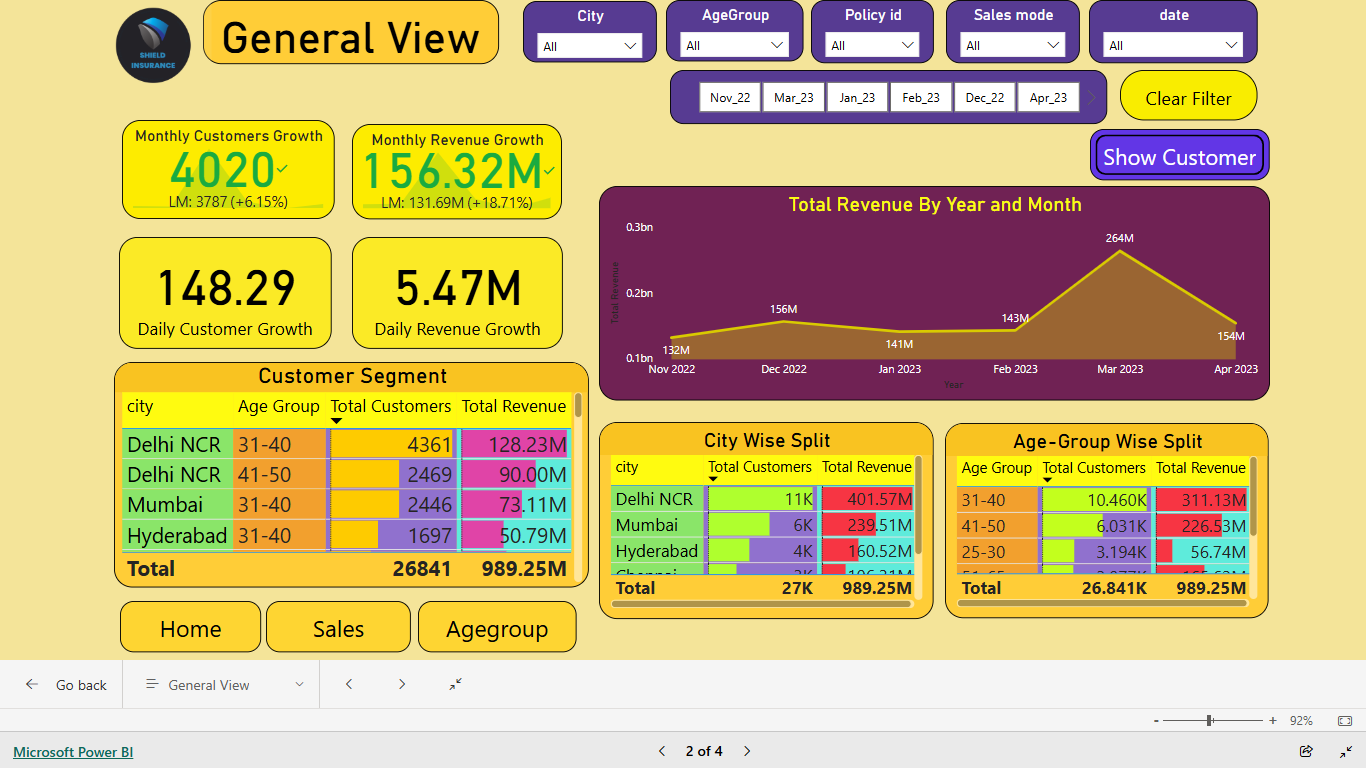 SHIELD
INSURANCE
General View
City
All
AgeGroup
All
Policy id
All
Sales mode
All
date
All
Nov_22
Mar_23
Jan_23
Feb_23
Dec_22
Apr_23
Clear Filter
Show Customer
Monthly Customers Growth
4020
LM: 3787 (+6.15%)
Monthly Revenue Growth
156.32M
LM: 131.69M (+18.71%)
148.29
Daily Customer Growth
5.47M
Daily Revenue Growth
Total Revenue By Year and Month
Total Revenue
0.3bn
0.2bn
0.1bn
132M
156M
141M
143M
264M
154M
Nov 2022
Dec 2022
Jan 2023
Feb 2023
Mar 2023
Apr 2023
Year
Customer Segment
city Age Group Total Customers Total Revenue
Delhi NCR 31-40 4361 128.23M
Delhi NCR 41-50 2469 90.00M
Mumbai 31-40 2446 73.11M
Hyderabad 31-40 1697 50.79M
Total 26841 989.25M
City Wise Split
city Total Customers Total Revenue
Delhi NCR 11K 401.57M
Mumbai 6K 239.51M
Hyderabad 4K 160.52M
Chennai
Total 27K 989.25M
Age-Group Wise Split
Age Group Total Customers Total Revenue
31-40 10.460K 311.13M
41-50 6.031K 226.53M
25-30 3.194K 56.74M
Total 26.841K 989.25M
Home
Sales
Agegroup
Go back
General View
- + 92%
Microsoft Power BI
2 of 4